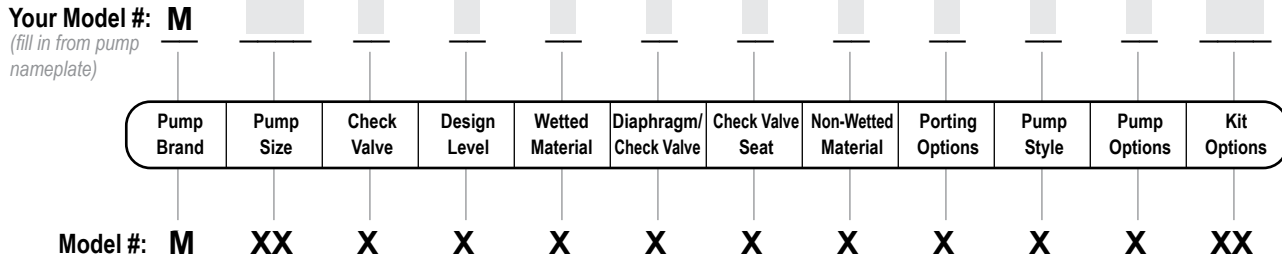 Your Model #: M
(fill in from pump
nameplate)
Pump Pump Check Design Wetted Diaphragm/ Check Valve Non-Wetted Porting Pump Pump Kit
Brand Size Valve Level Material Check Valve Seat Material Options Style Options Options
Model #: M XX X X X X X X X X X XX